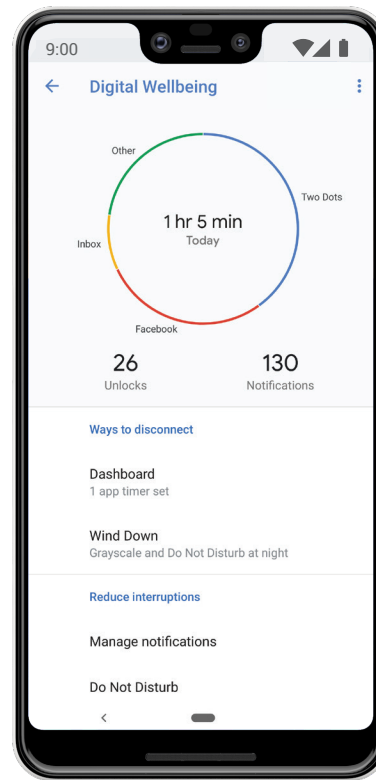 9:00
Digital Wellbeing
Other
Two Dots
1 hr 5 min
Today
Inbox
Facebook
26
130
Unlocks
Notifications
Ways to disconnect
Dashboard
1 app timer set
Wind Down
Grayscale and Do Not Disturb at night
Reduce interruptions
Manage notifications
Do Not Disturb